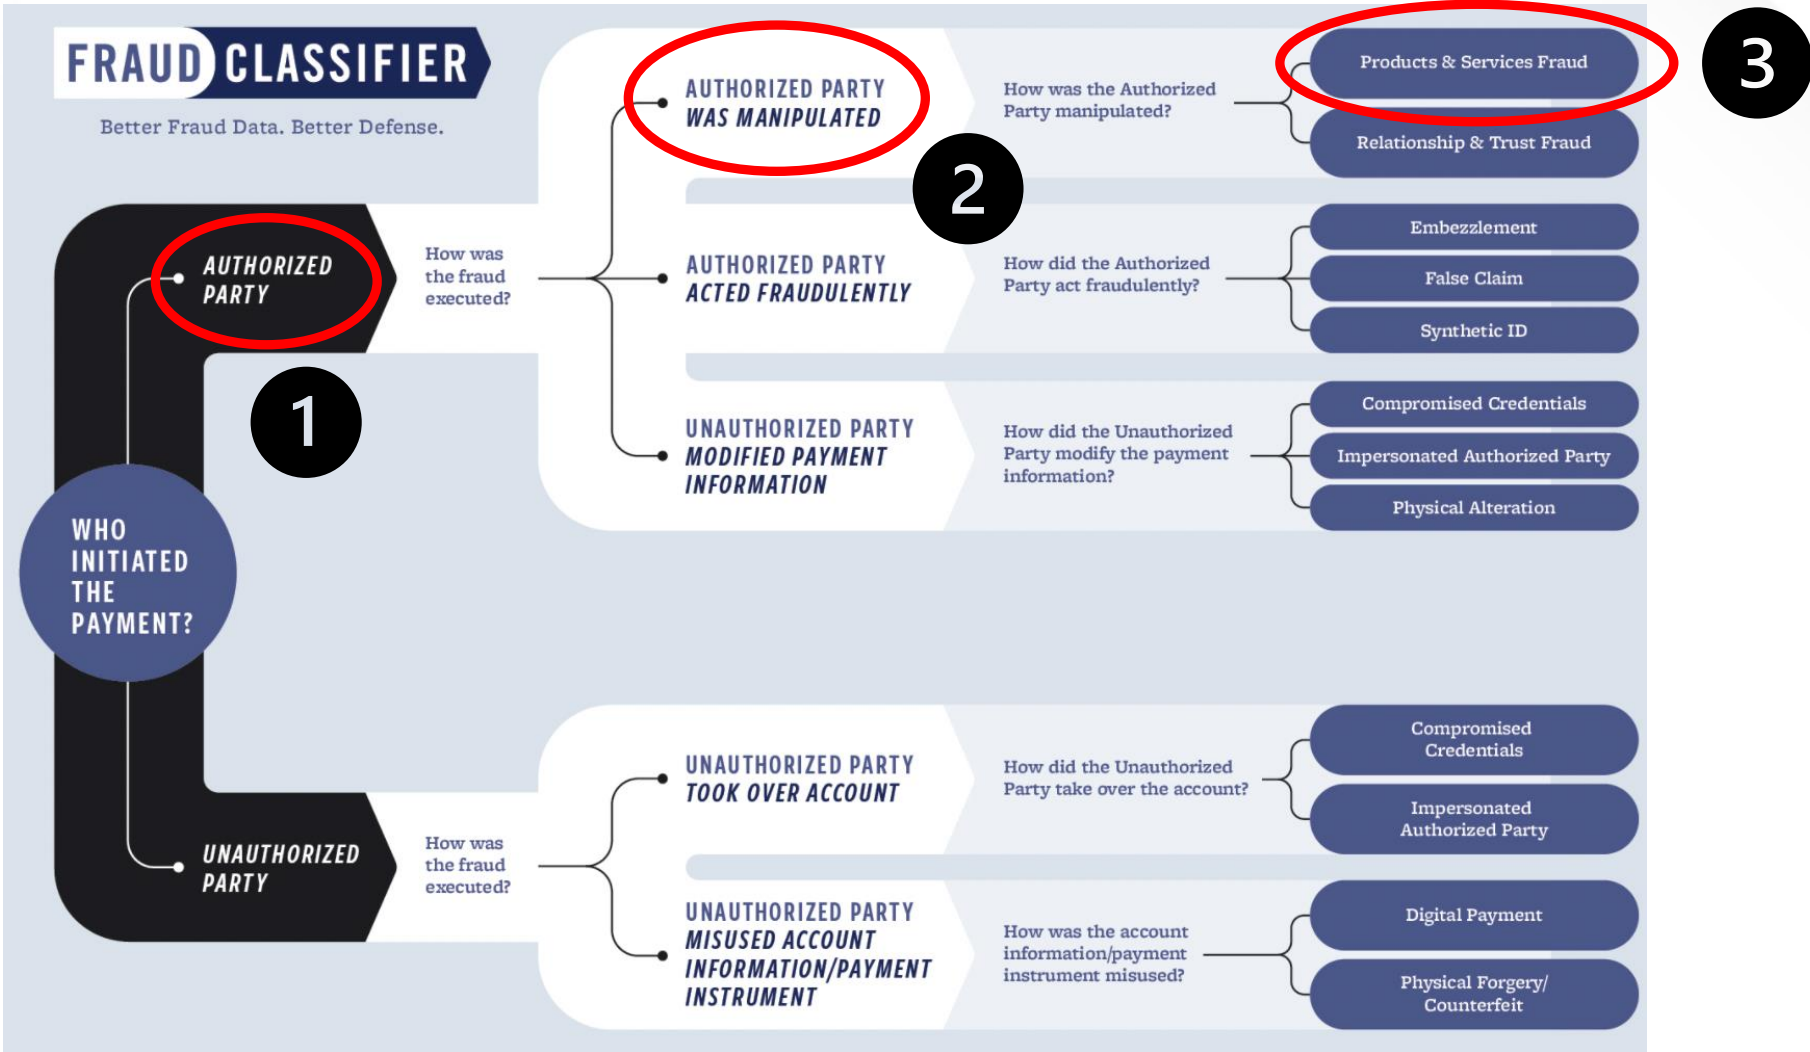 FRAUD CLASSIFIER
Better Fraud Data. Better Defense.
WHO
INITIATED
THE
PAYMENT?
AUTHORIZED
PARTY
1
How was
the fraud
executed?
AUTHORIZED PARTY
WAS MANIPULATED
2
How was the Authorized
Party manipulated?
Products & Services Fraud
3
Relationship & Trust Fraud
AUTHORIZED PARTY
ACTED FRAUDULENTLY
How did the Authorized
Party act fraudulently?
Embezzlement
False Claim
Synthetic ID
UNAUTHORIZED PARTY
MODIFIED PAYMENT
INFORMATION
How did the Unauthorized
Party modify the payment
information?
Compromised Credentials
Impersonated Authorized Party
Physical Alteration
UNAUTHORIZED
PARTY
How was
the fraud
executed?
UNAUTHORIZED PARTY
TOOK OVER ACCOUNT
How did the Unauthorized
Party take over the account?
Compromised
Credentials
Impersonated
Authorized Party
UNAUTHORIZED PARTY
MISUSED ACCOUNT
INFORMATION/PAYMENT
INSTRUMENT
How was the account
information/payment
instrument misused?
Digital Payment
Physical Forgery/
Counterfeit